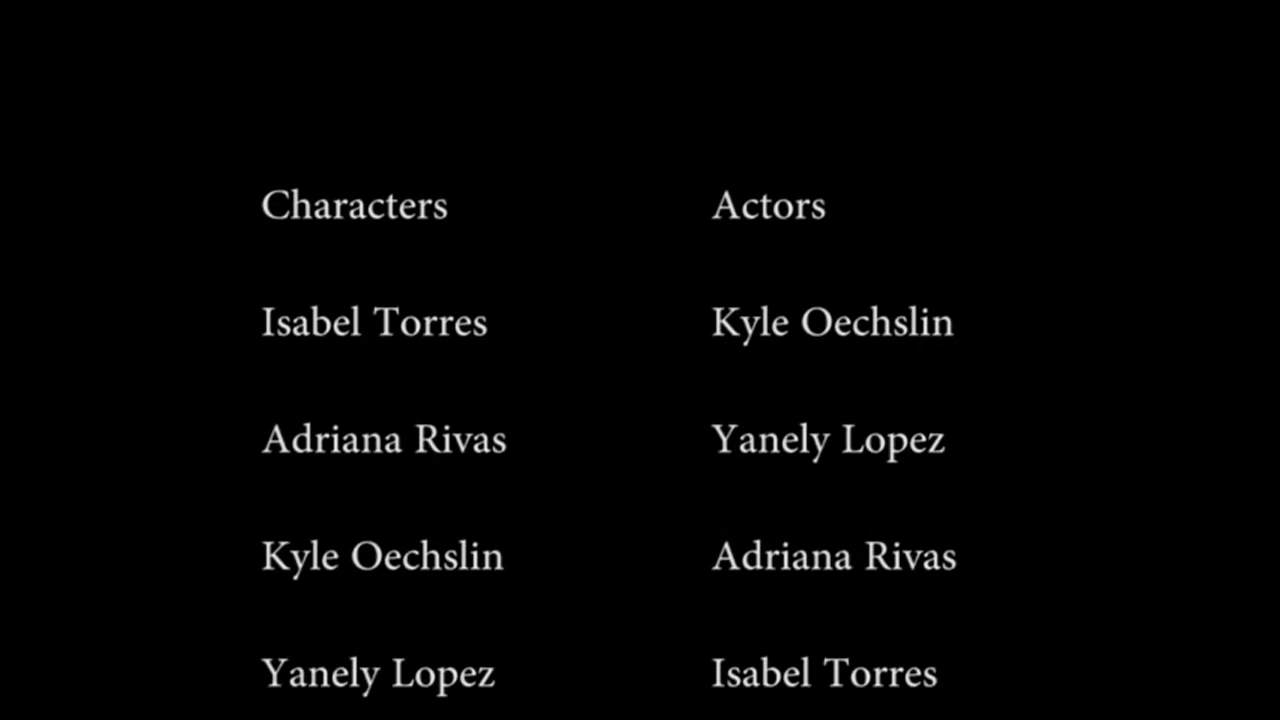 Characters Actors
Isabel Torres Kyle Oechslin
Adriana Rivas Yanely Lopez
Kyle Oechslin Adriana Rivas
Yanely Lopez Isabel Torres